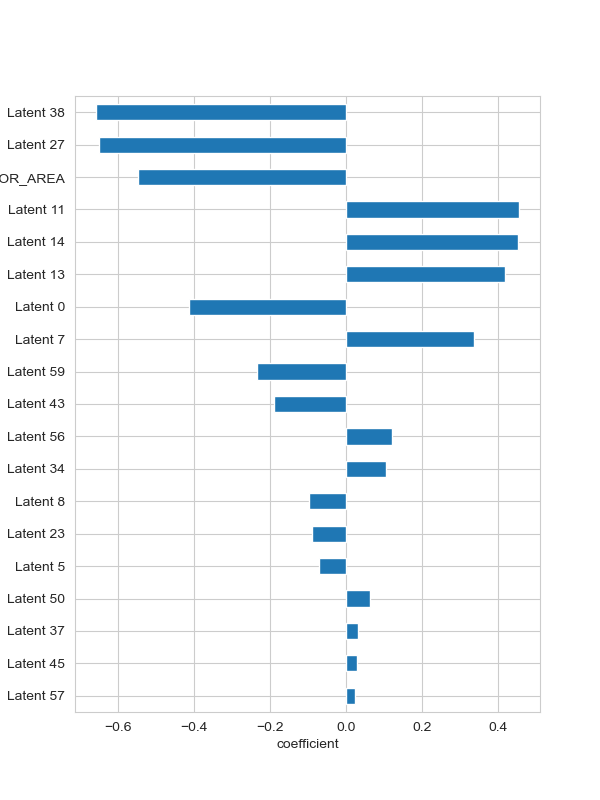 Latent 38
Latent 27
OR_AREA
Latent 11
Latent 14
Latent 13
Latent 0
Latent 7
Latent 59
Latent 43
Latent 56
Latent 34
Latent 8
Latent 23
Latent 5
Latent 50
Latent 37
Latent 45
Latent 57
−0.6 −0.4 −0.2 0.0 0.2 0.4
coefficient